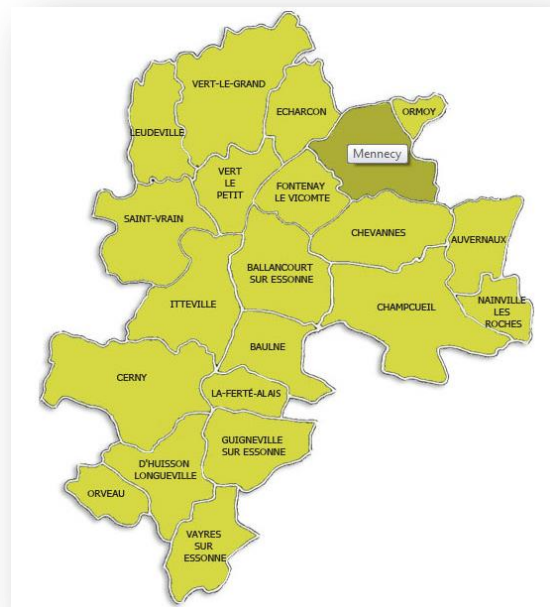 VERT-LE-GRAND
ECHARCON
ORMOY
LEUDEVILLE
Mennecy
VERT
LE
PETIT
FONTENAY
LE VICOMTE
SAINT-VRAIN
CHEVANNES
AUVERNAUX
BALLANCOURT
SUR ESSONNE
ITTEVILLE
CHAMPCUEIL
NAINVILLE
LES
ROCHES
BAULNE
CERNY
LA-FERTÉ-ALAIS
GUIGNEVILLE
SUR ESSONNE
D'HUISSON
LONGUEVILLE
ORVEAU
VAYRES
SUR
ESSONNE